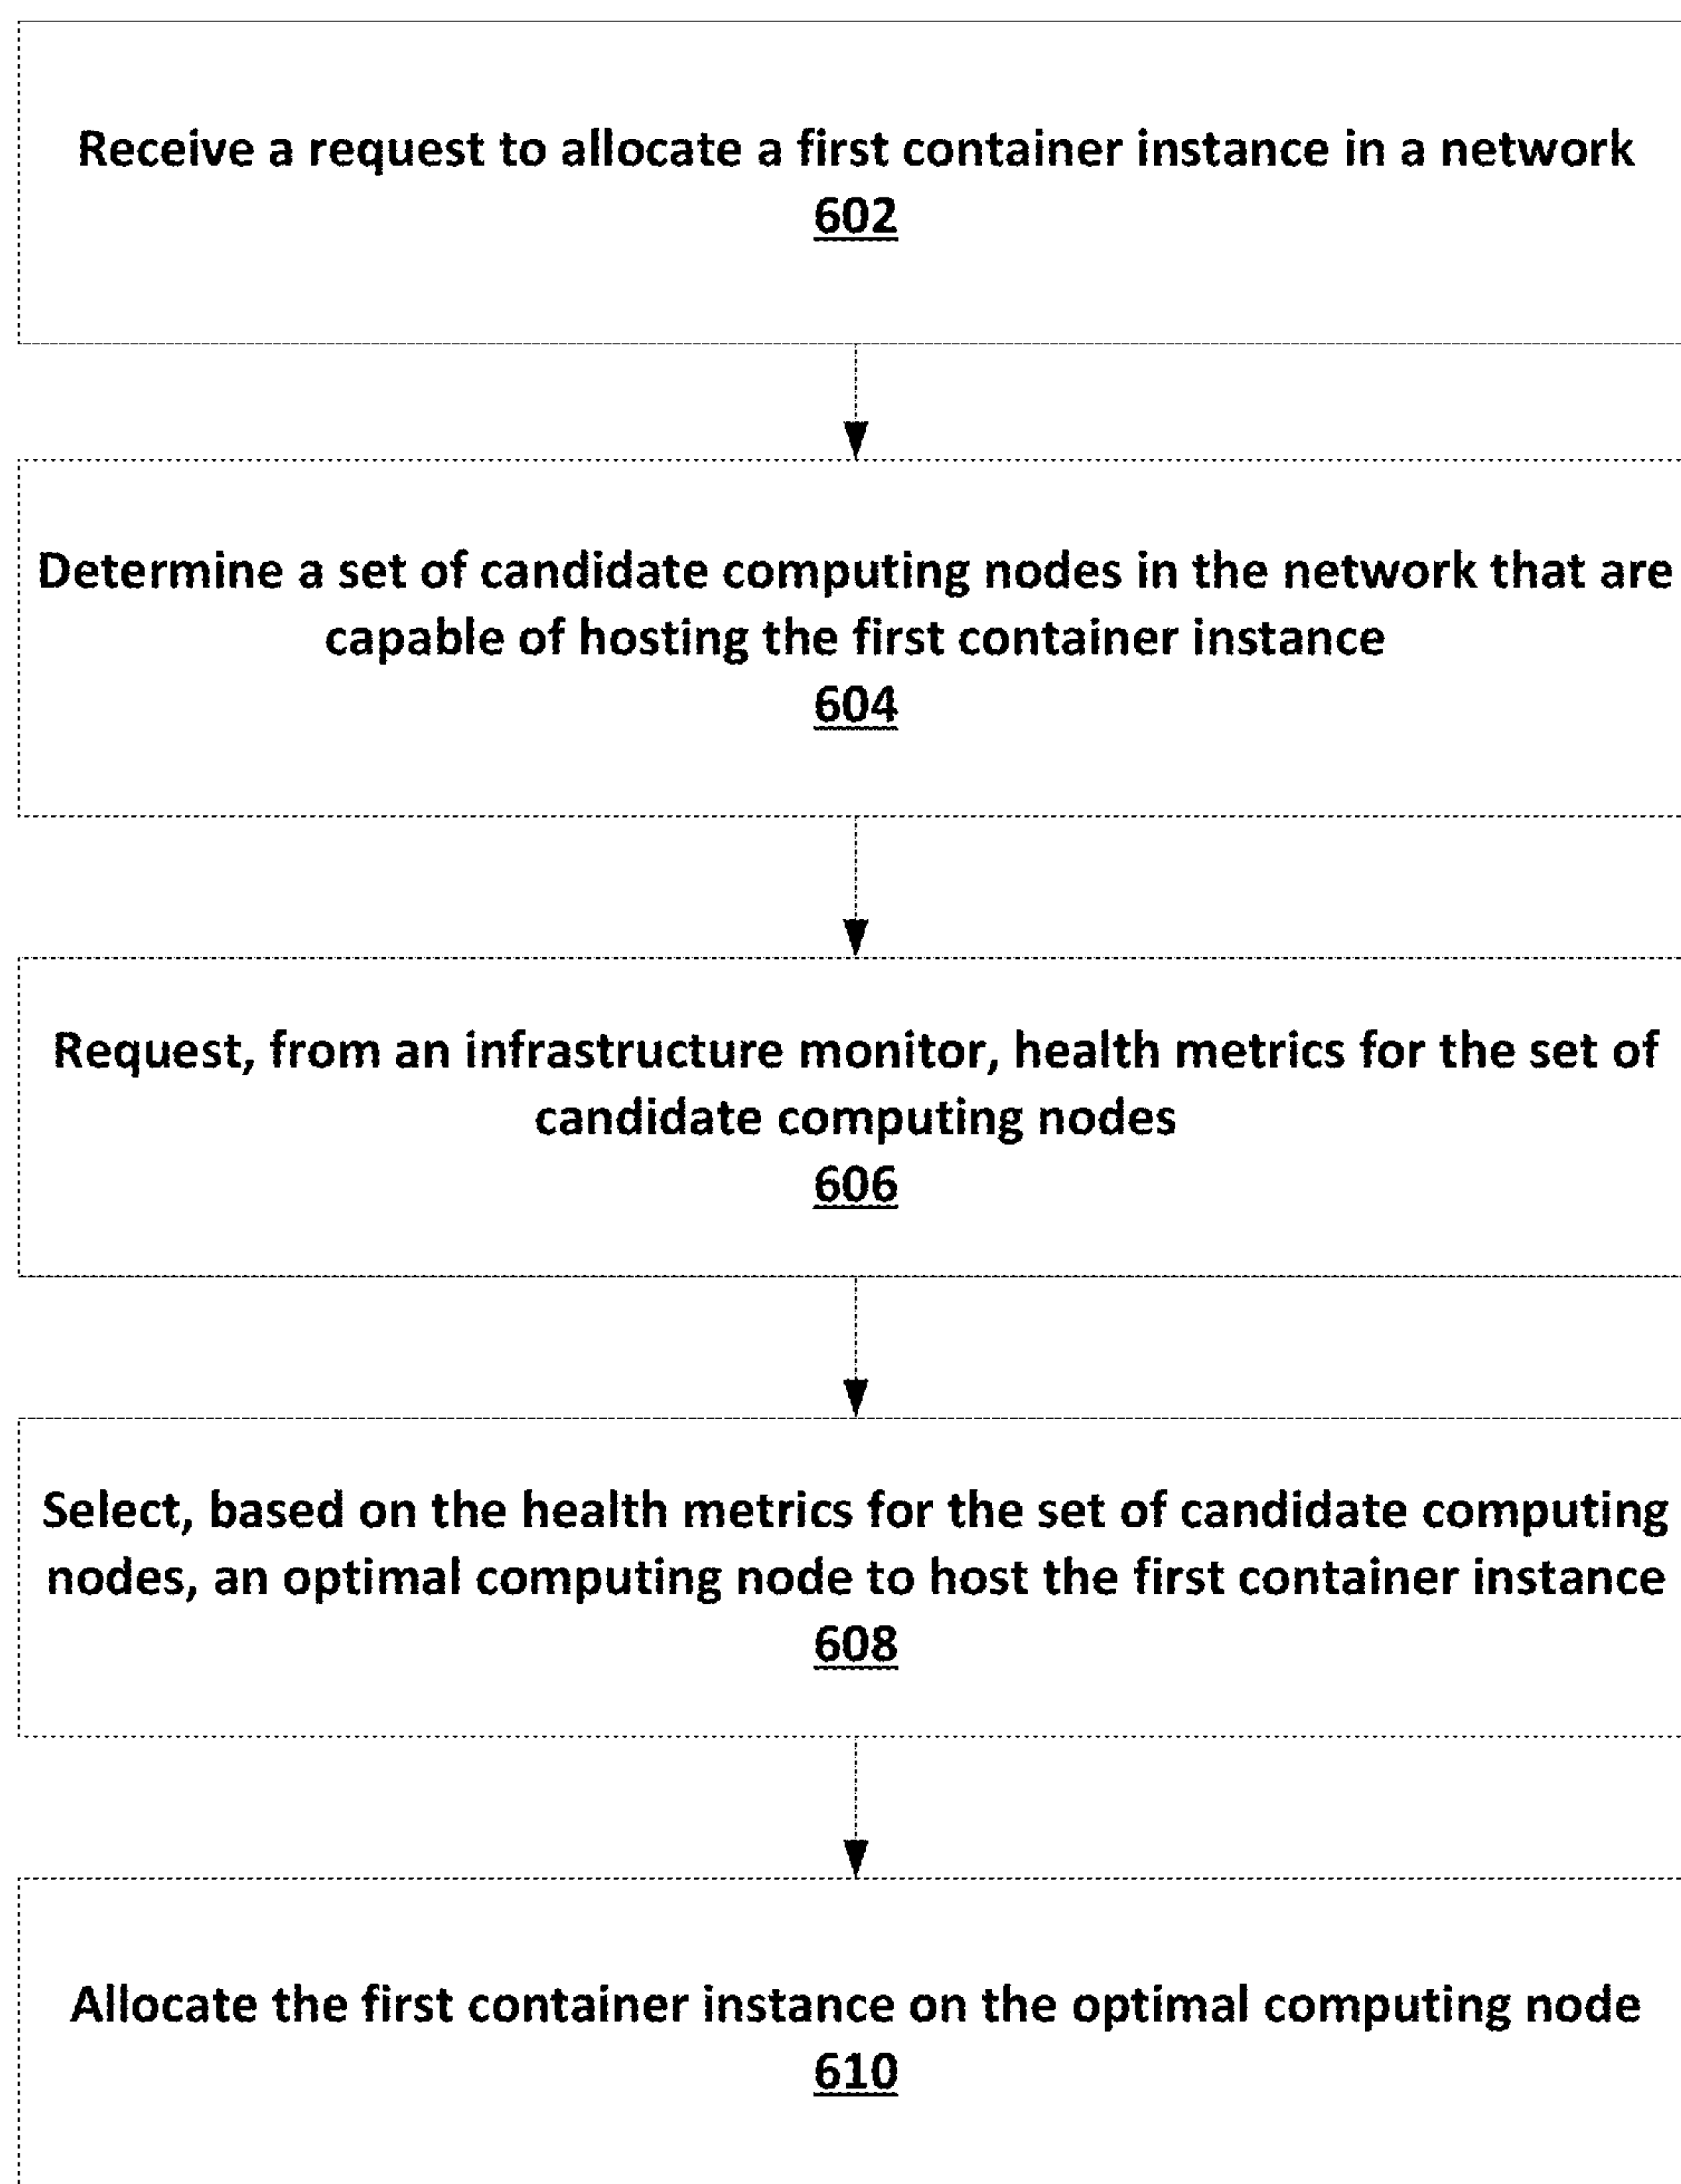 Receive a request to allocate a first container instance in a network
602
Determine a set of candidate computing nodes in the network that are
capable of hosting the first container instance
604
Request, from an infrastructure monitor, health metrics for the set of
candidate computing nodes
606
Select, based on the health metrics for the set of candidate computing
nodes, an optimal computing node to host the first container instance
608
Allocate the first container instance on the optimal computing node
610